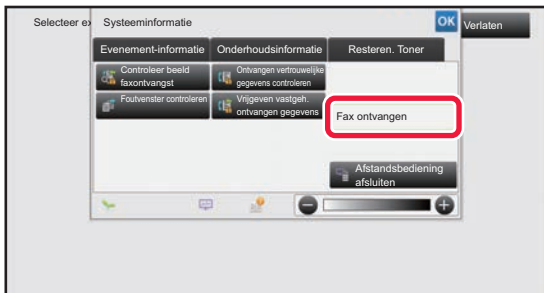 Selecteer ex
Systeeminformatie
OK
Verlaten
Evenement-informatie
Onderhoudsinformatie
Resteren. Toner
Controleer beeld
faxontvangst
Ontvangen vertrouwelijke
gegevens controleren
Foutvenster controleren
Vrijgeven vastgeh.
ontvangen gegevens
Fax ontvangen
Afstandsbediening
afsluiten